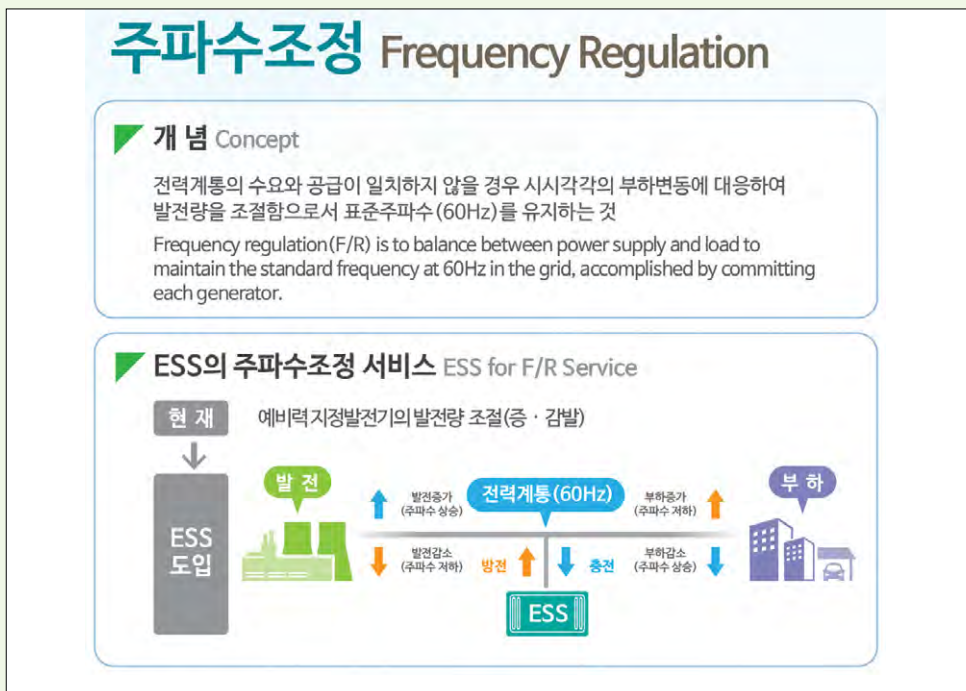 주파수조정 Frequency Regulation
개 념 Concept
전력계통의 수요와 공급이 일치하지 않을 경우 시시각각의 부하변동에 대응하여
발전량을 조절함으로서 표준주파수(60Hz)를 유지하는 것
Frequency regulation(F/R) is to balance between power supply and load to
maintain the standard frequency at 60Hz in the grid, accomplished by committing
each generator.
ESS의 주파수조정 서비스 ESS for F/R Service
현 재
예비력 지정발전기의 발전량 조절(증 · 감발)
ESS
도입
발 전
발전증가
(주파수 상승)
전력계통(60Hz)
부하증가
(주파수 저하)
부 하
발전감소
(주파수 저하)
방전
충전
부하감소
(주파수 상승)
ESS